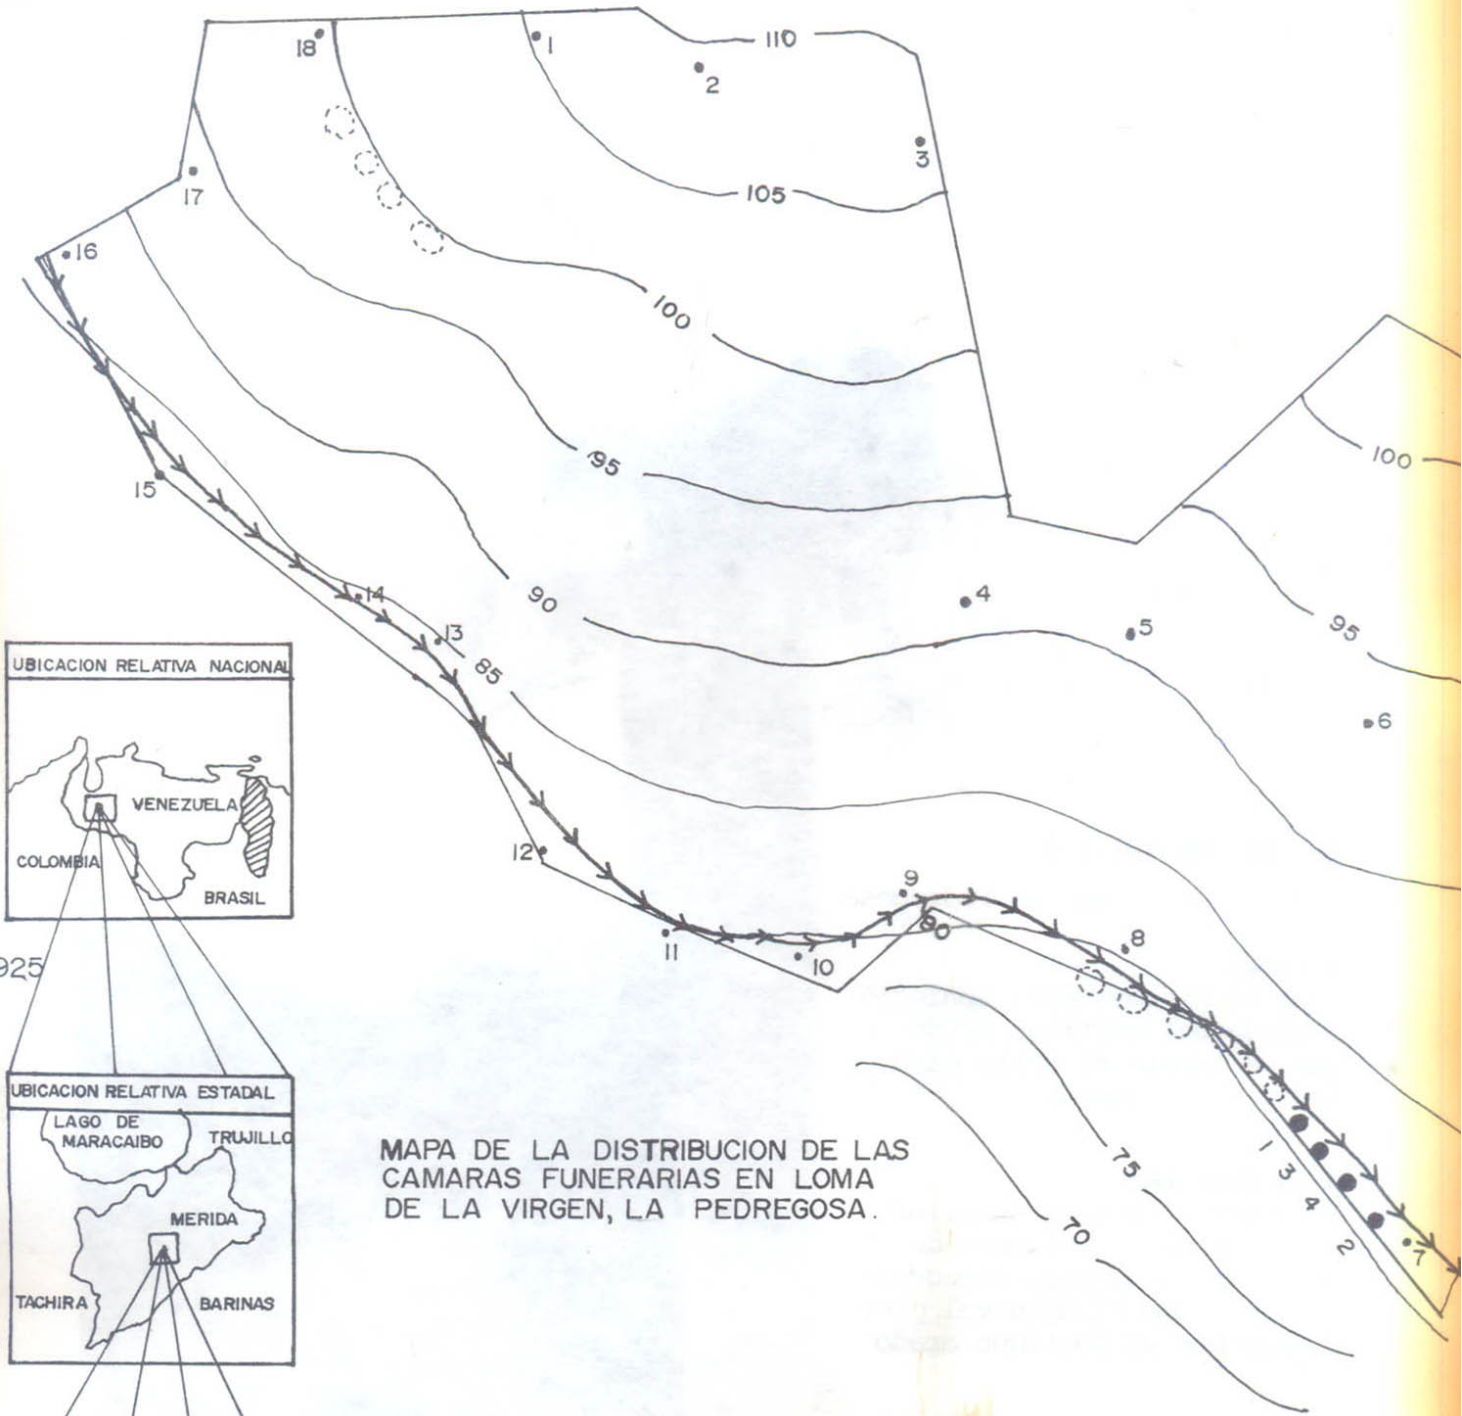 18
1
110
2
3
17
105
16
100
95
100
15
90
4
14
5
95
13
85
6
UBICACION RELATIVA NACIONAL
VENEZUELA
COLOMBIA
BRASIL
12
9
80
8
11
10
925
UBICACION RELATIVA ESTADAL
LAGO DE
MARACAIBO
TRUJILLO
MERIDA
TACHIRA
BARINAS
MAPA DE LA DISTRIBUCION DE LAS
CAMARAS FUNERARIAS EN LOMA
DE LA VIRGEN, LA PEDREGOSA.
75
70
1 3 4 2
7